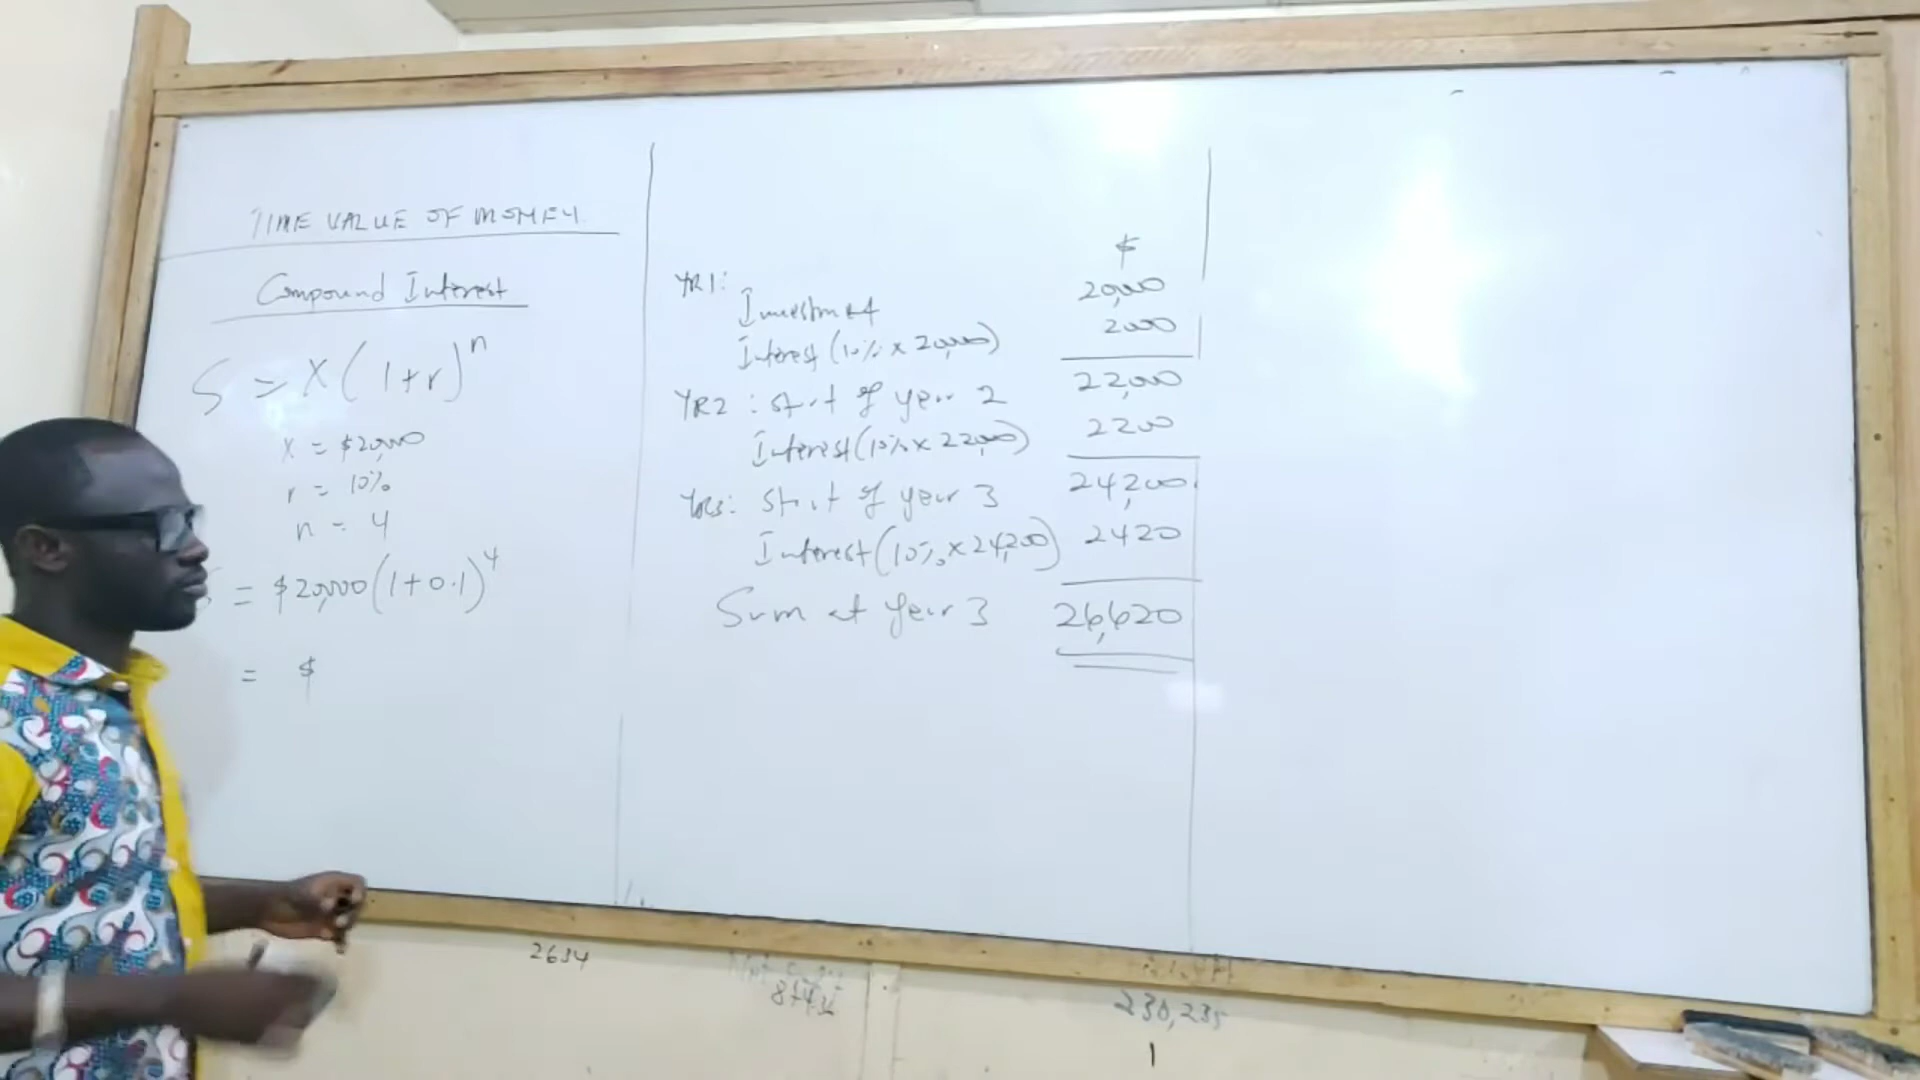 TIME VALUE OF MONEY
Compound Interest
S = X(1+r)^n
X = $20,000
r = 10%
n = 4
= $20,000(1+0.1)^4
= $
$
YR1:
Investment 20,000
Interest (10% x 20,000) 2000
YR2: start of year 2 22,000
Interest (10% x 22,000) 2200
24,200
YR3: Start of year 3
Interest (10% x 24,200) 2420
Sum at Year 3 26,620
2634
230,235
1